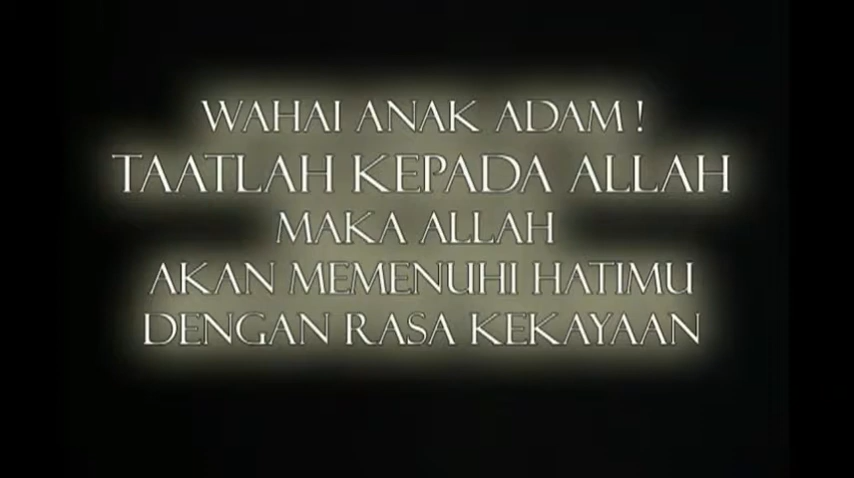 WAHAI ANAK ADAM !
TAATLAH KEPADA ALLAH
MAKA ALLAH
AKAN MEMENUHI HATIMU
DENGAN RASA KEKAYAAN